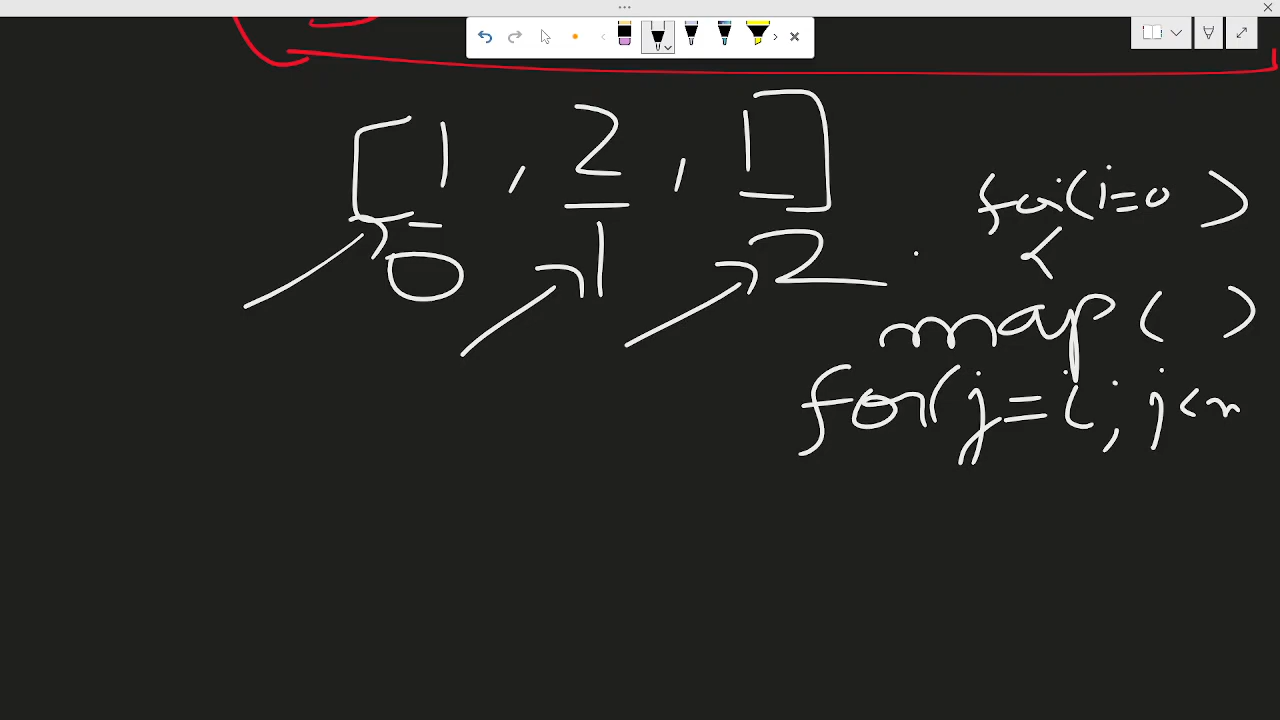 [1, 2, 1]
0 1 2
for(i=0 )
<
map( )
for(j=i; j<n